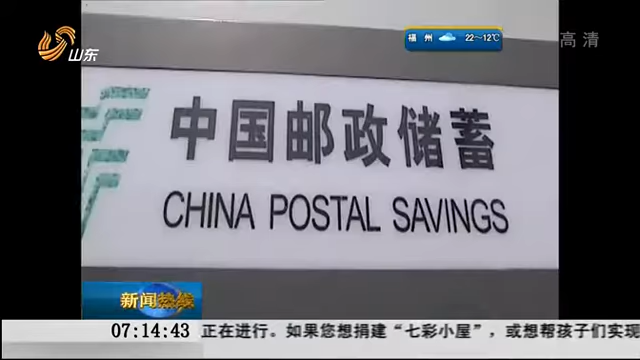 山东
福州 22~12℃
高清
中国邮政储蓄
CHINA POSTAL SAVINGS
新闻热线
07:14:43 正在进行。如果您想捐建“七彩小屋”，或想帮孩子们实现